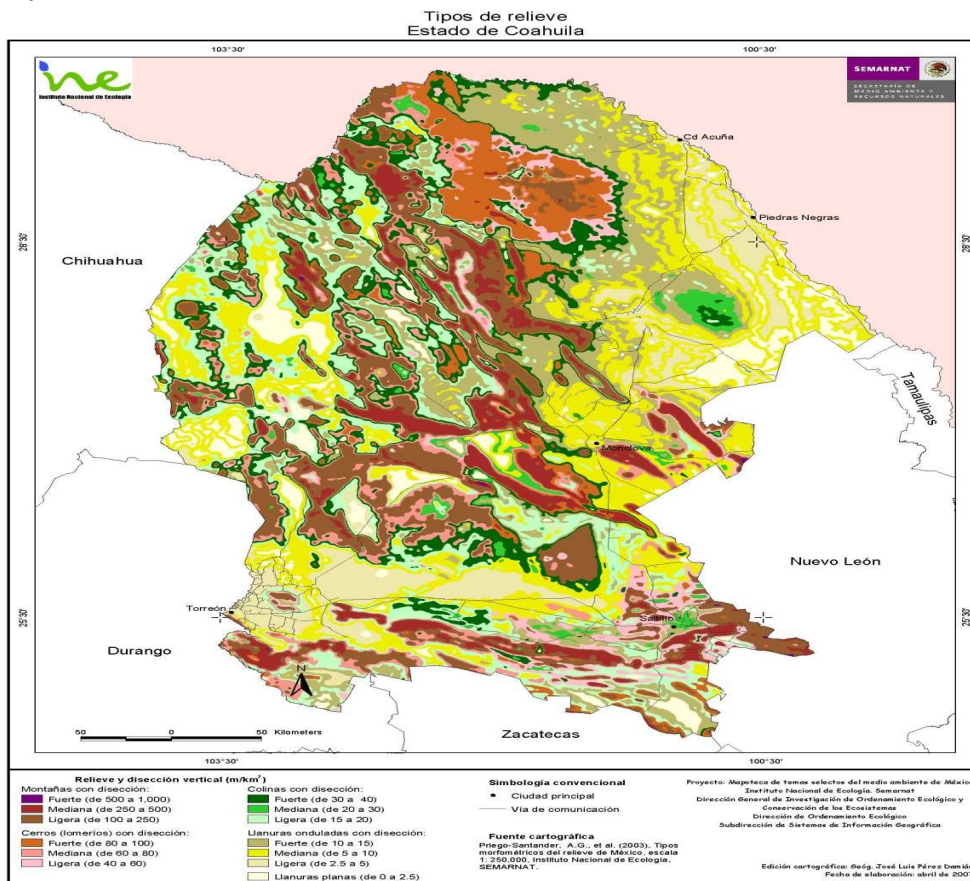 Tipos de relieve
Estado de Coahuila
103°30'
100°30'
ine
Instituto Nacional de Ecología
SEMARNAT
SECRETARÍA DE
MEDIO AMBIENTE Y
RECURSOS NATURALES
Cd Acuña
Piedras Negras
28°30'
28°30'
Chihuahua
Tamaulipas
Monclova
Nuevo León
Torreón
Saltillo
25°30'
25°30'
Durango
N
50 0 50 Kilometers
Zacatecas
103°30'
100°30'
Relieve y disección vertical (m/km²)
Montañas con disección:
Fuerte (de 500 a 1,000)
Mediana (de 250 a 500)
Ligera (de 100 a 250)
Cerros (lomeríos) con disección:
Fuerte (de 80 a 100)
Mediana (de 60 a 80)
Ligera (de 40 a 60)
Colinas con disección:
Fuerte (de 30 a 40)
Mediana (de 20 a 30)
Ligera (de 15 a 20)
Llanuras onduladas con disección:
Fuerte (de 10 a 15)
Mediana (de 5 a 10)
Ligera (de 2.5 a 5)
Llanuras planas (de 0 a 2.5)
Simbología convencional
Ciudad principal
Vía de comunicación
Fuente cartográfica
Priego-Santander, A.G., et al. (2003). Tipos
morfométricos del relieve de México, escala
1: 250,000, Instituto Nacional de Ecología,
SEMARNAT.
Proyecto: Mapoteca de temas selectos del medio ambiente de México
Instituto Nacional de Ecología. Semarnat
Dirección General de Investigación de Ordenamiento Ecológico y
Conservación de los Ecosistemas
Dirección de Ordenamiento Ecológico
Subdirección de Sistemas de Información Geográfica
Edición cartográfica: Geóg. José Luis Pérez Damián
Fecha de elaboración: abril de 2007